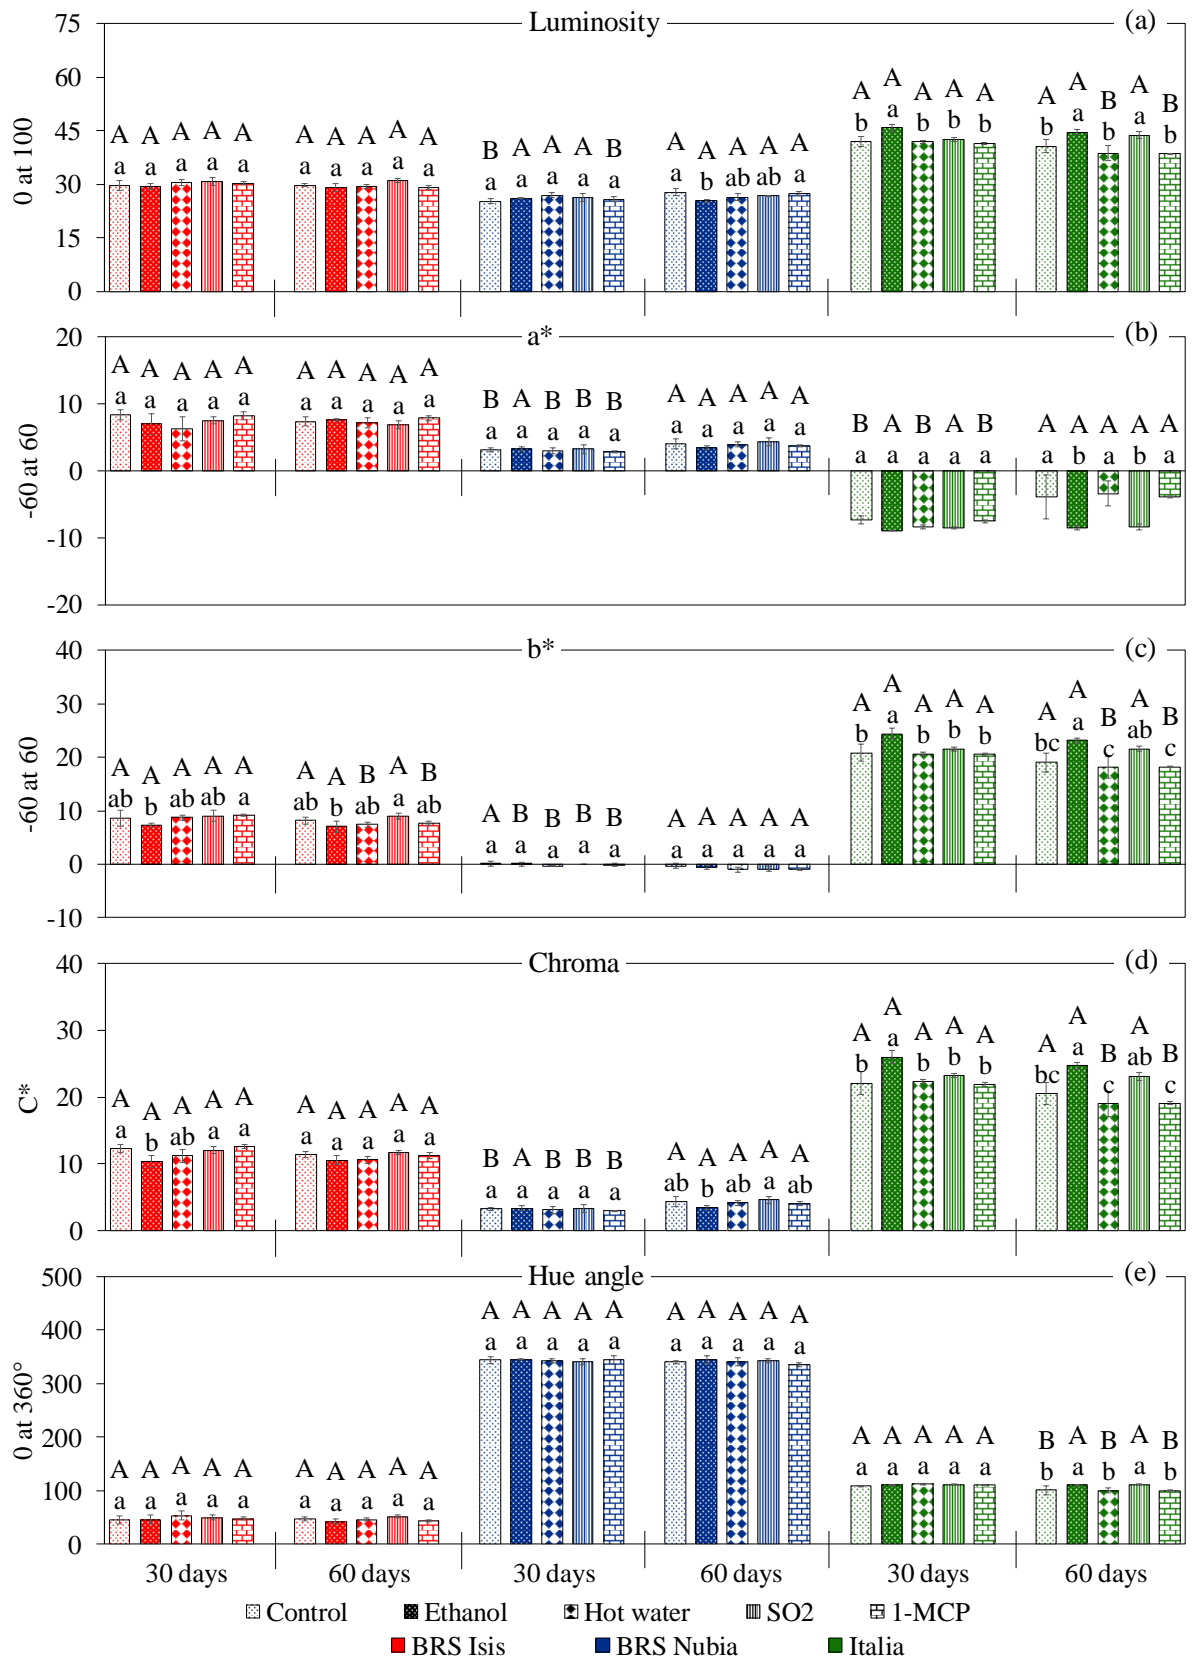 Luminosity (a)
75
60
45
30
15
0
0 at 100
A A A A A A A A A A B A A A B A A A A A A A A A A A A B A B
a a a a a a a a a a a a a a a a b ab ab a b a b b b b a b a b
a* (b)
20
10
0
-10
-20
-60 at 60
A A A A A A A A A A B A B B B A A A A A B A B A B A A A A A
a a a a a a a a a a a a a a a a a a a a a a a a a a b a b a
b* (c)
40
30
20
10
0
-10
-60 at 60
A A A A A A A B A B A B B B B A A A A A A A A A A A A B A B
ab b ab ab a ab b ab a ab a a a a a a a a a a b a b b b bc a c ab c
Chroma (d)
40
30
20
10
0
C*
A A A A A A A A A A B A B B B A A A A A A A A A A A A B A B
a b ab a a a a a a a a a a a a ab b ab a ab b a b b b bc a c ab c
Hue angle (e)
500
400
300
200
100
0
0 at 360°
A A A A A A A A A A A A A A A A A A A A A A A A A B A B A B
a a a a a a a a a a a a a a a a a a a a a a a a a b a b a b
30 days 60 days 30 days 60 days 30 days 60 days
Control Ethanol Hot water SO2 1-MCP
BRS Isis BRS Nubia Italia